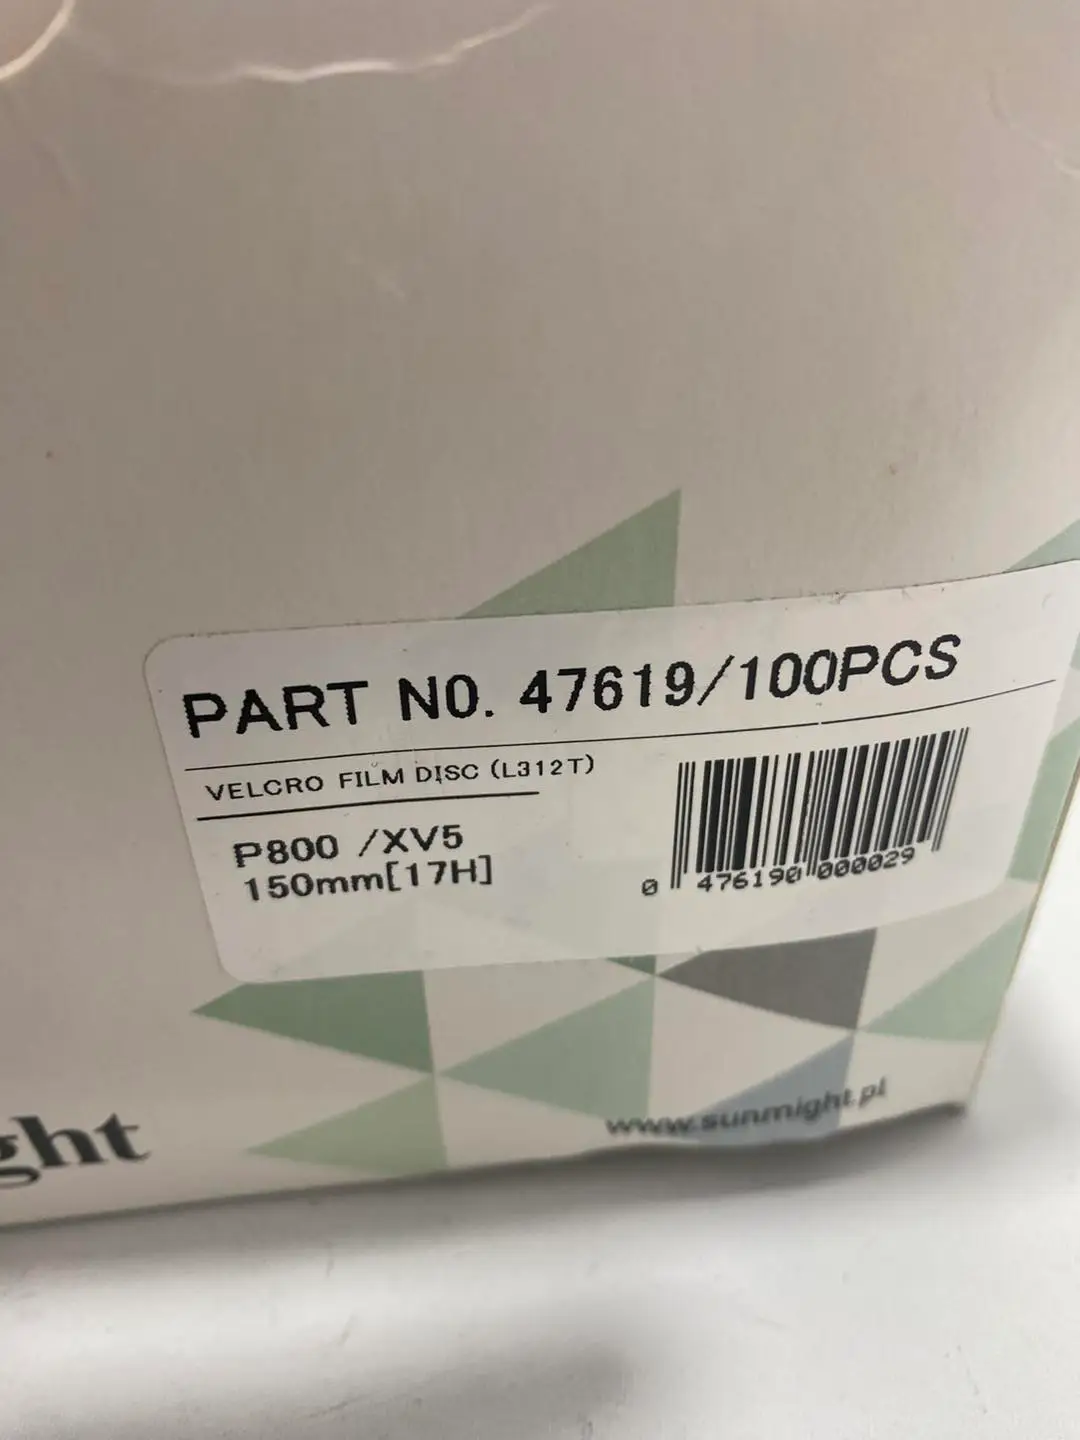 PART NO. 47619/100PCS
VELCRO FILM DISC (L312T)
P800 /XV5
150mm[17H]
0 476190 000029
ght
www.sunmight.pl